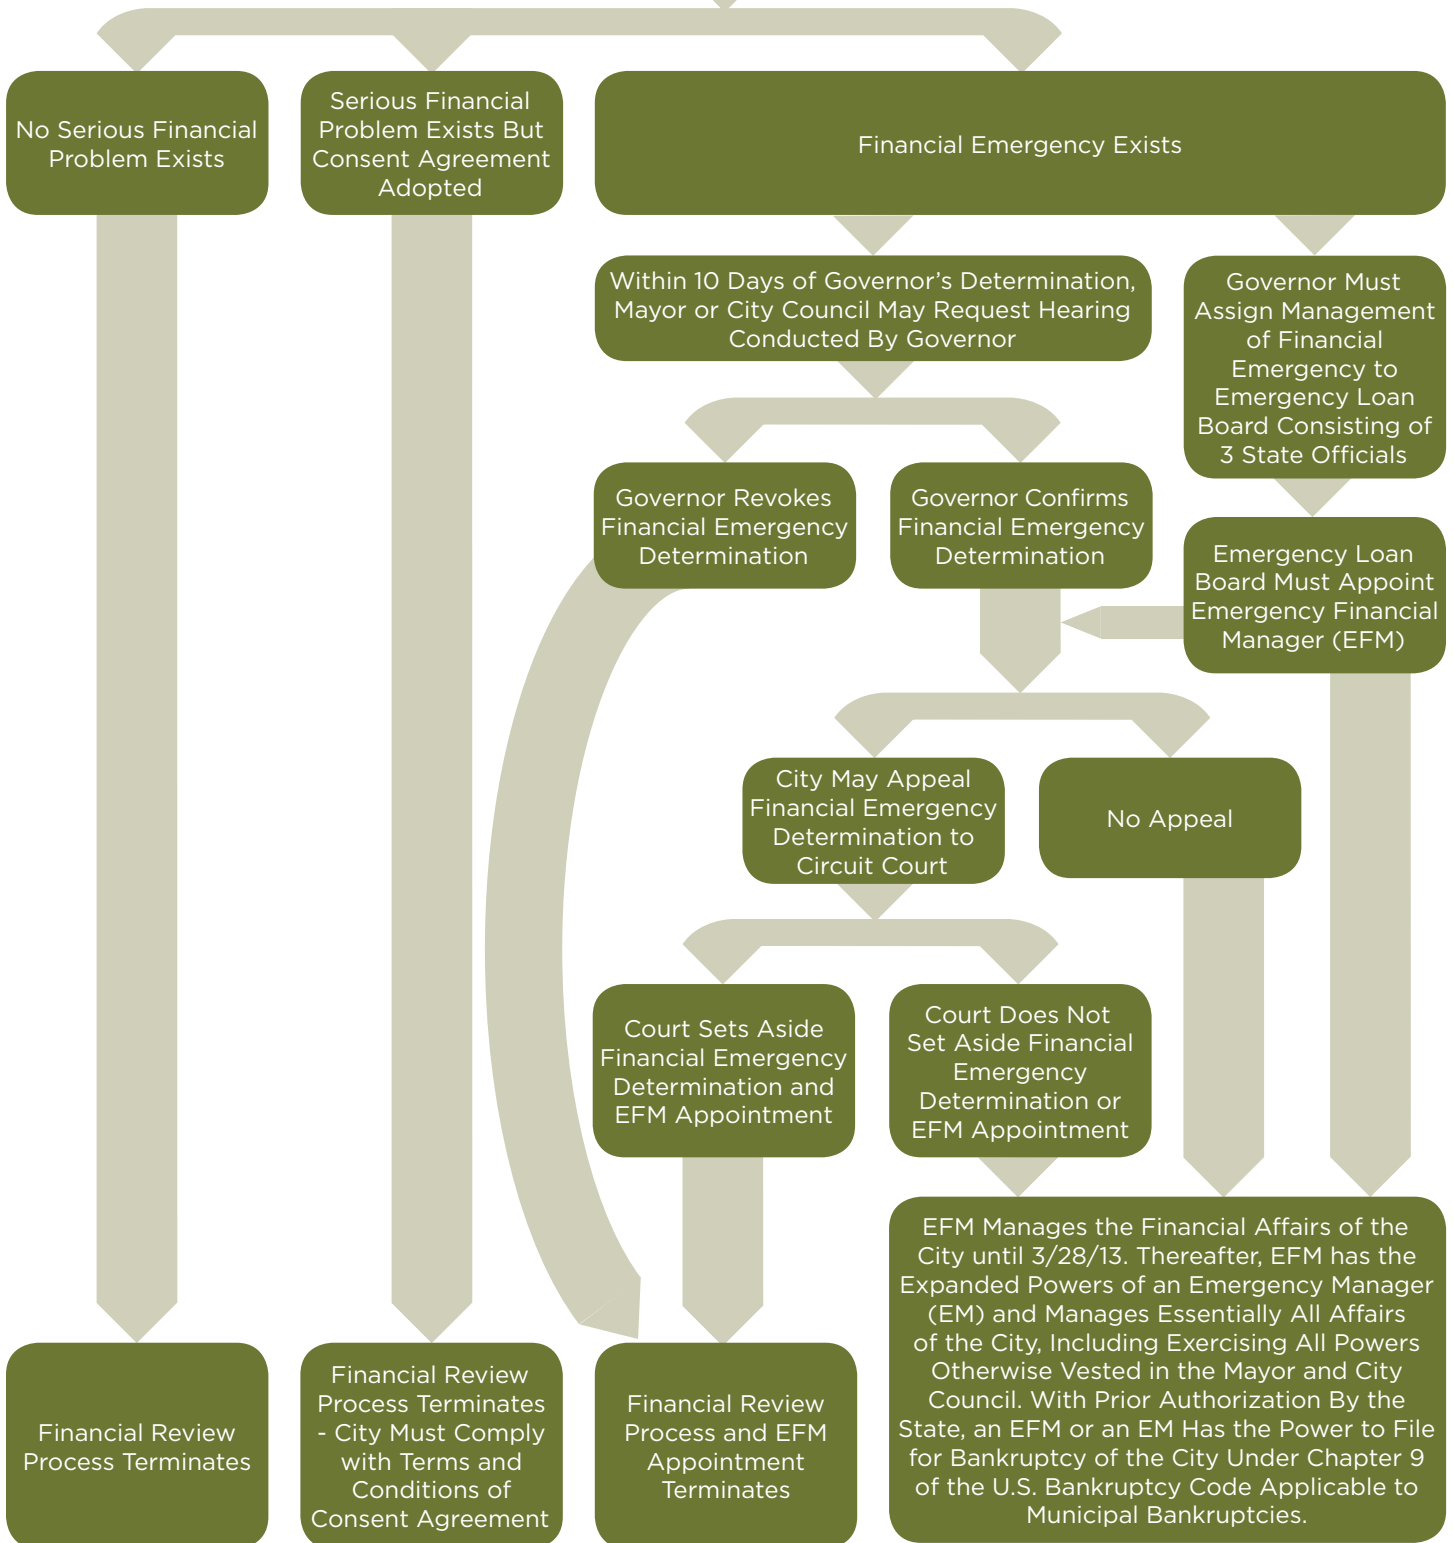 No Serious Financial
Problem Exists
Serious Financial
Problem Exists But
Consent Agreement
Adopted
Financial Emergency Exists
Within 10 Days of Governor’s Determination,
Mayor or City Council May Request Hearing
Conducted By Governor
Governor Must
Assign Management
of Financial
Emergency to
Emergency Loan
Board Consisting of
3 State Officials
Governor Revokes
Financial Emergency
Determination
Governor Confirms
Financial Emergency
Determination
Emergency Loan
Board Must Appoint
Emergency Financial
Manager (EFM)
City May Appeal
Financial Emergency
Determination to
Circuit Court
No Appeal
Court Sets Aside
Financial Emergency
Determination and
EFM Appointment
Court Does Not
Set Aside Financial
Emergency
Determination or
EFM Appointment
Financial Review
Process Terminates
Financial Review
Process Terminates
- City Must Comply
with Terms and
Conditions of
Consent Agreement
Financial Review
Process and EFM
Appointment
Terminates
EFM Manages the Financial Affairs of the
City until 3/28/13. Thereafter, EFM has the
Expanded Powers of an Emergency Manager
(EM) and Manages Essentially All Affairs
of the City, Including Exercising All Powers
Otherwise Vested in the Mayor and City
Council. With Prior Authorization By the
State, an EFM or an EM Has the Power to File
for Bankruptcy of the City Under Chapter 9
of the U.S. Bankruptcy Code Applicable to
Municipal Bankruptcies.